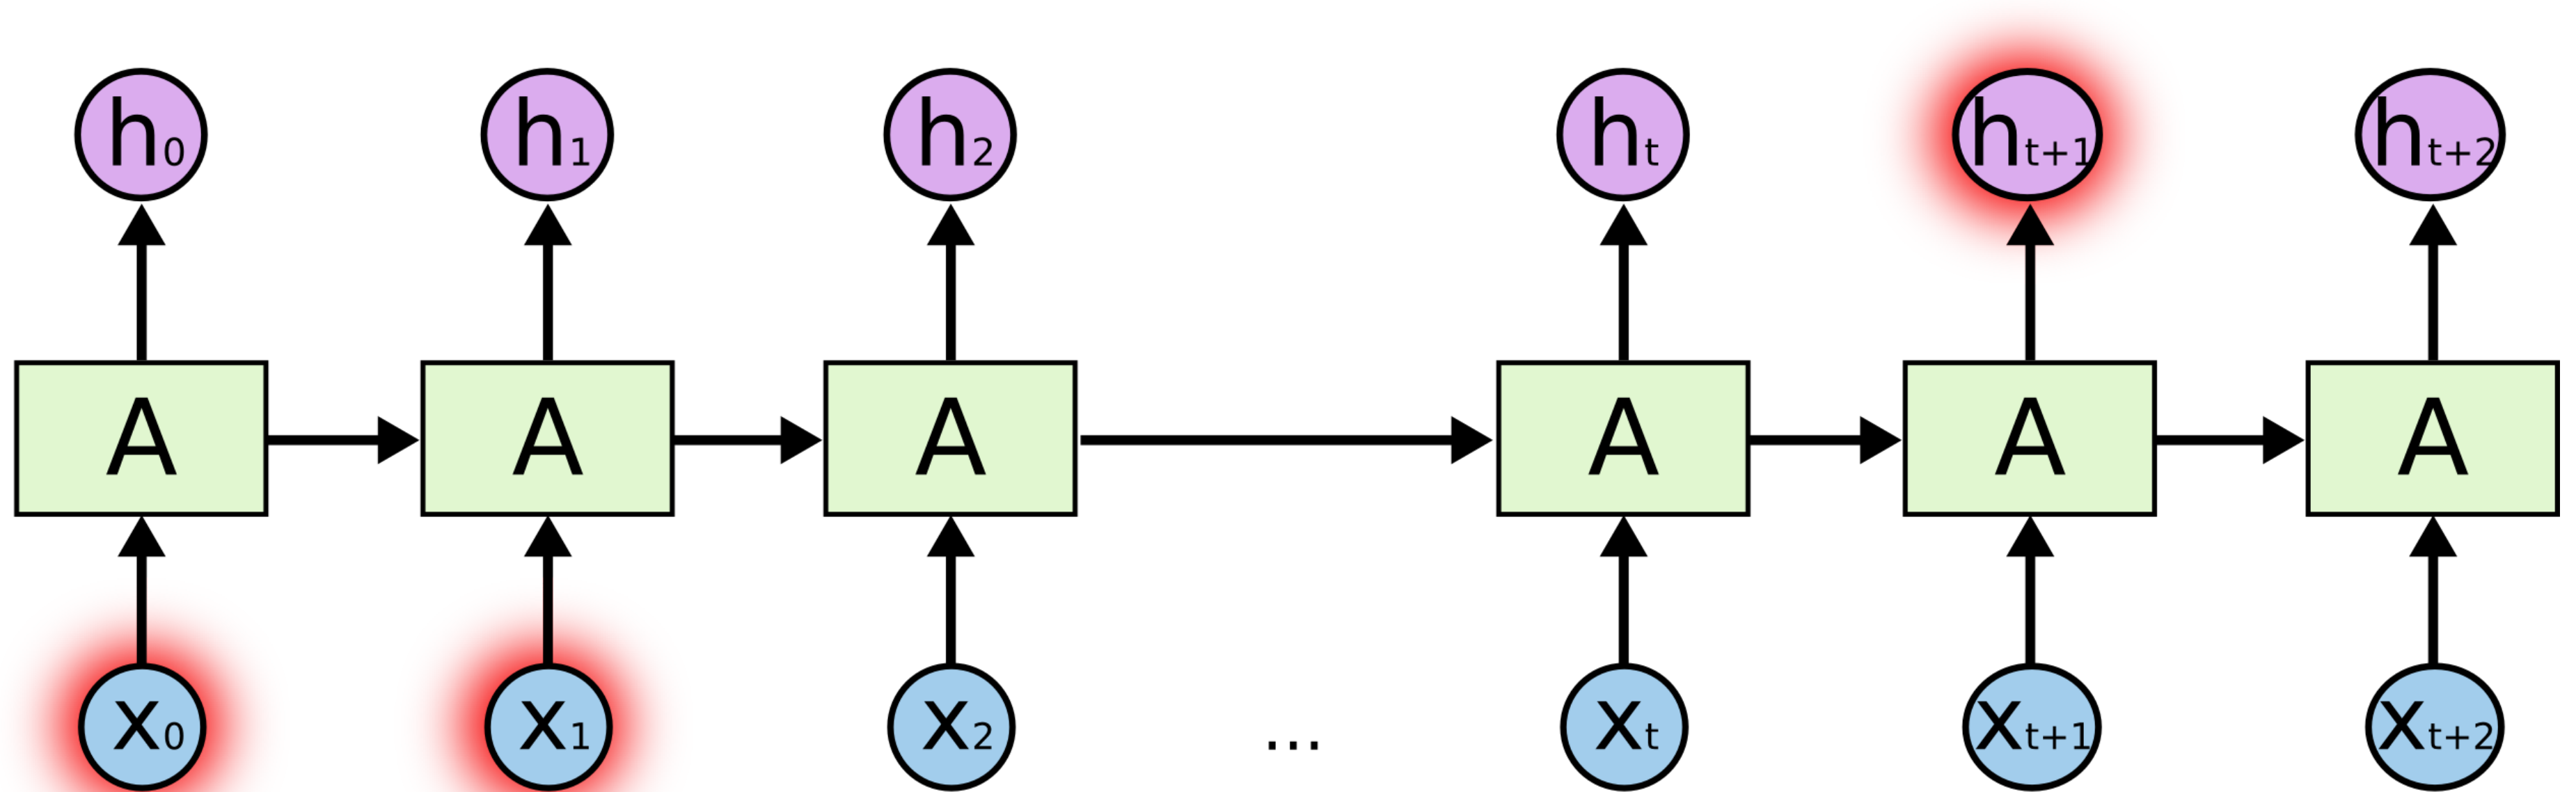 h0 h1 h2 ht ht+1 ht+2
A A A A A A
x0 x1 x2 ... xt xt+1 xt+2